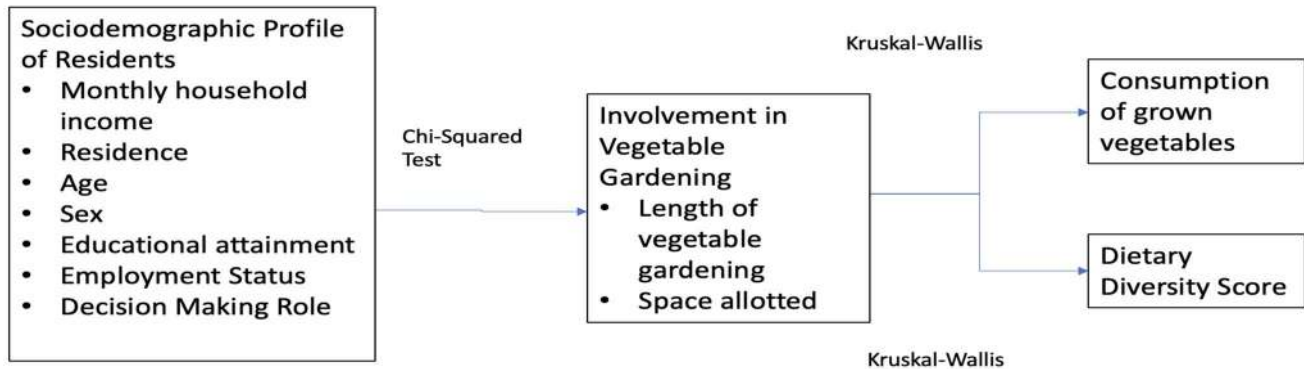 Sociodemographic Profile
of Residents
• Monthly household
income
• Residence
• Age
• Sex
• Educational attainment
• Employment Status
• Decision Making Role
Chi-Squared
Test
Involvement in
Vegetable
Gardening
• Length of
vegetable
gardening
• Space allotted
Kruskal-Wallis
Consumption
of grown
vegetables
Dietary
Diversity Score
Kruskal-Wallis